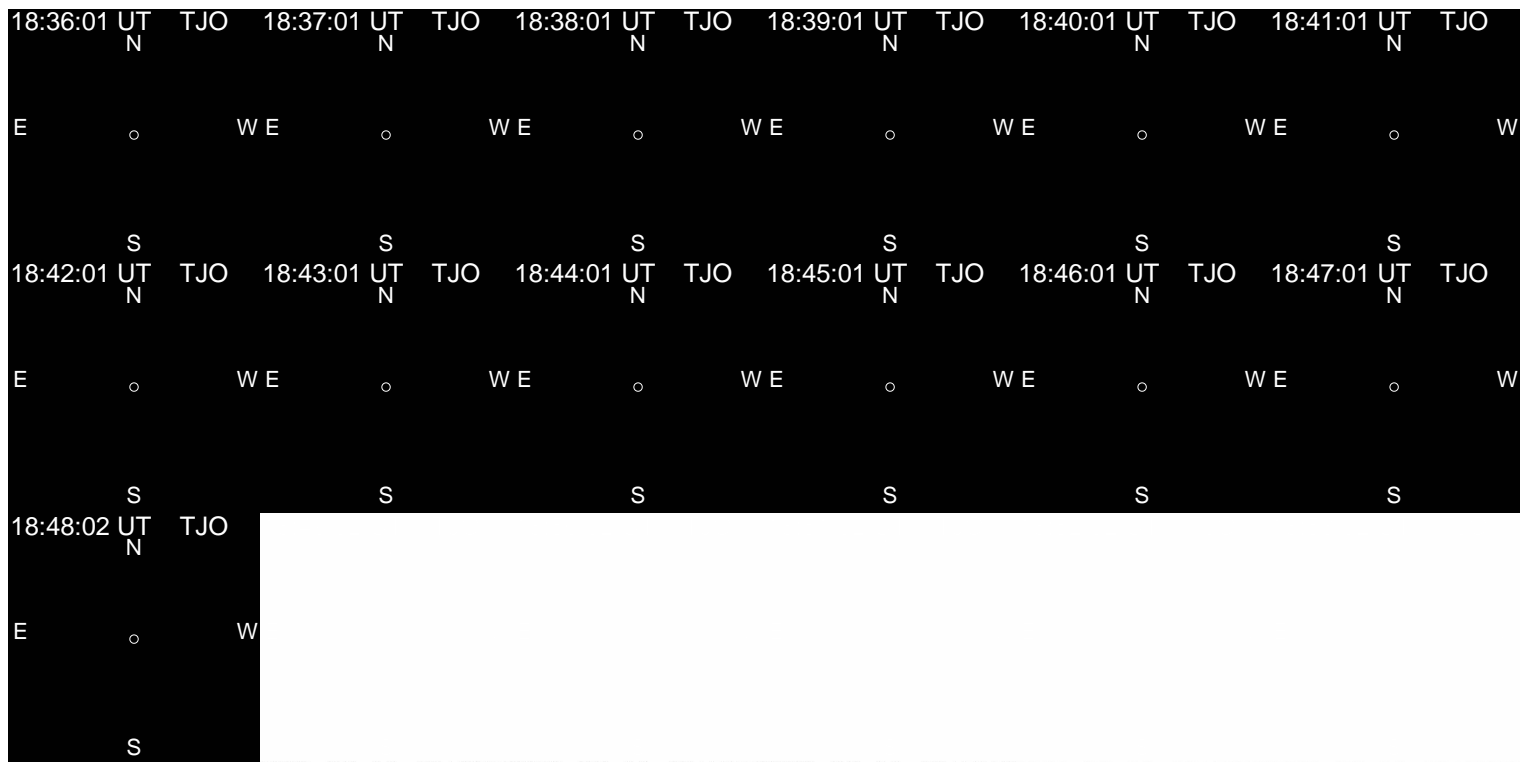 18:36:01 UT TJO 18:37:01 UT TJO 18:38:01 UT TJO 18:39:01 UT TJO 18:40:01 UT TJO 18:41:01 UT TJO
N N N N N N
E W E W E W E W E W E W
S S S S S S
18:42:01 UT TJO 18:43:01 UT TJO 18:44:01 UT TJO 18:45:01 UT TJO 18:46:01 UT TJO 18:47:01 UT TJO
N N N N N N
E W E W E W E W E W E W
S S S S S S
18:48:02 UT TJO
N
E W
S